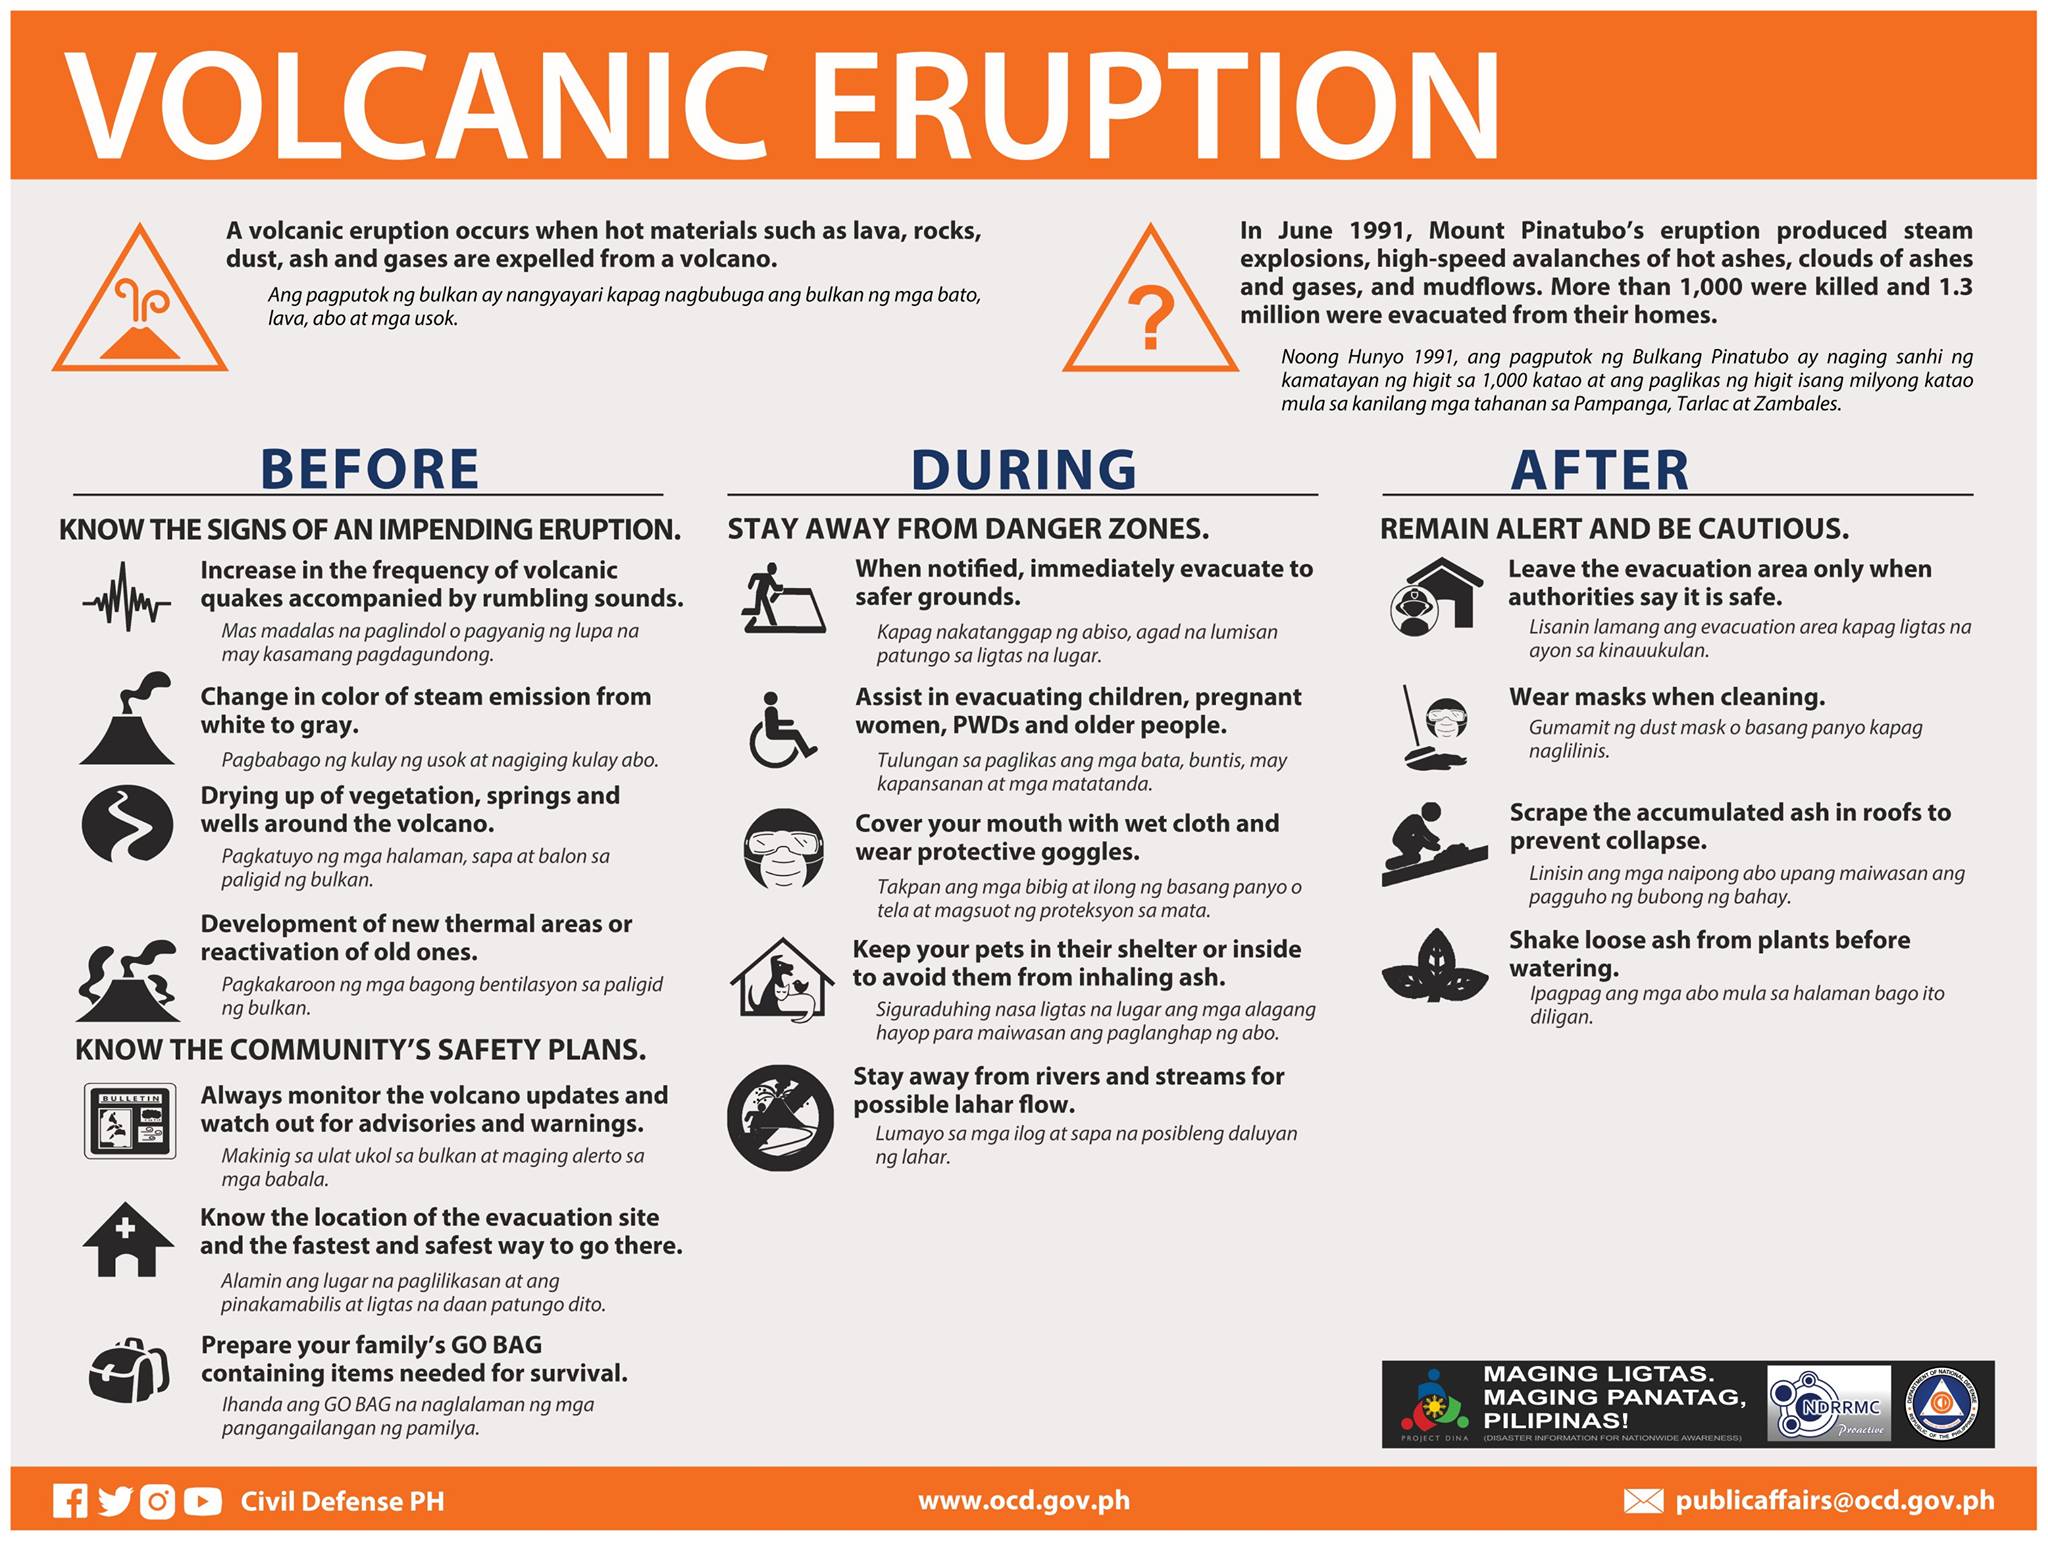 VOLCANIC ERUPTION
A volcanic eruption occurs when hot materials such as lava, rocks,
dust, ash and gases are expelled from a volcano.
Ang pagputok ng bulkan ay nangyayari kapag nagbubuga ang bulkan ng mga bato,
lava, abo at mga usok.
?
In June 1991, Mount Pinatubo's eruption produced steam
explosions, high-speed avalanches of hot ashes, clouds of ashes
and gases, and mudflows. More than 1,000 were killed and 1.3
million were evacuated from their homes.
Noong Hunyo 1991, ang pagputok ng Bulkang Pinatubo ay naging sanhi ng
kamatayan ng higit sa 1,000 katao at ang paglikas ng higit isang milyong katao
mula sa kanilang mga tahanan sa Pampanga, Tarlac at Zambales.
BEFORE
KNOW THE SIGNS OF AN IMPENDING ERUPTION.
Increase in the frequency of volcanic
quakes accompanied by rumbling sounds.
Mas madalas na paglindol o pagyanig ng lupa na
may kasamang pagdagundong.
Change in color of steam emission from
white to gray.
Pagbabago ng kulay ng usok at nagiging kulay abo.
Drying up of vegetation, springs and
wells around the volcano.
Pagkatuyo ng mga halaman, sapa at balon sa
paligid ng bulkan.
Development of new thermal areas or
reactivation of old ones.
Pagkakaroon ng mga bagong bentilasyon sa paligid
ng bulkan.
KNOW THE COMMUNITY'S SAFETY PLANS.
BULLETIN
Always monitor the volcano updates and
watch out for advisories and warnings.
Makinig sa ulat ukol sa bulkan at maging alerto sa
mga babala.
Know the location of the evacuation site
and the fastest and safest way to go there.
Alamin ang lugar na paglilikasan at ang
pinakamabilis at ligtas na daan patungo dito.
Prepare your family's GO BAG
containing items needed for survival.
Ihanda ang GO BAG na naglalaman ng mga
pangangailangan ng pamilya.
DURING
STAY AWAY FROM DANGER ZONES.
When notified, immediately evacuate to
safer grounds.
Kapag nakatanggap ng abiso, agad na lumisan
patungo sa ligtas na lugar.
Assist in evacuating children, pregnant
women, PWDs and older people.
Tulungan sa paglikas ang mga bata, buntis, may
kapansanan at mga matatanda.
Cover your mouth with wet cloth and
wear protective goggles.
Takpan ang mga bibig at ilong ng basang panyo o
tela at magsuot ng proteksyon sa mata.
Keep your pets in their shelter or inside
to avoid them from inhaling ash.
Siguraduhing nasa ligtas na lugar ang mga alagang
hayop para maiwasan ang paglanghap ng abo.
Stay away from rivers and streams for
possible lahar flow.
Lumayo sa mga ilog at sapa na posibleng daluyan
ng lahar.
AFTER
REMAIN ALERT AND BE CAUTIOUS.
Leave the evacuation area only when
authorities say it is safe.
Lisanin lamang ang evacuation area kapag ligtas na
ayon sa kinauukulan.
Wear masks when cleaning.
Gumamit ng dust mask o basang panyo kapag
naglilinis.
Scrape the accumulated ash in roofs to
prevent collapse.
Linisin ang mga naipong abo upang maiwasan ang
pagguho ng bubong ng bahay.
Shake loose ash from plants before
watering.
Ipagpag ang mga abo mula sa halaman bago ito
diligan.
PROJECT DINA
MAGING LIGTAS.
MAGING PANATAG,
PILIPINAS!
(DISASTER INFORMATION FOR NATIONWIDE AWARENESS)
NDRRMC
Proactive
DEPARTMENT OF NATIONAL DEFENSE
REPUBLIC OF THE PHILIPPINES
Civil Defense PH
www.ocd.gov.ph
publicaffairs@ocd.gov.ph